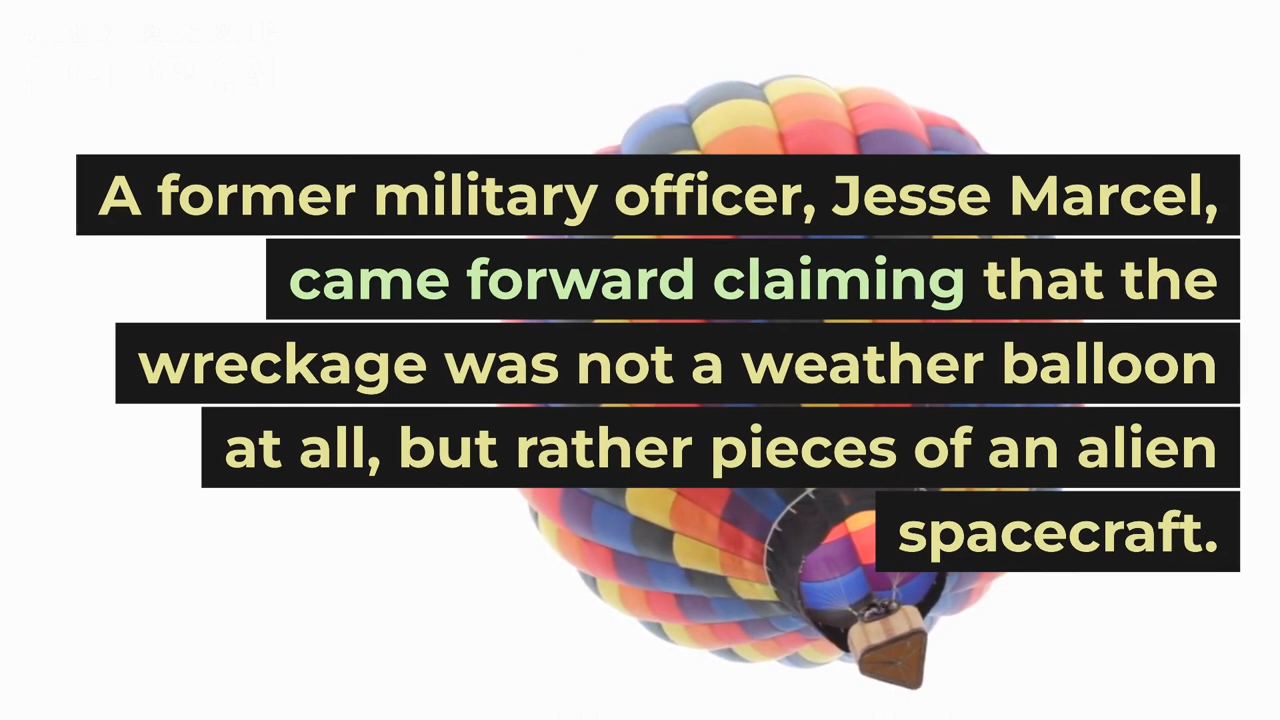 A former military officer, Jesse Marcel,
came forward claiming that the
wreckage was not a weather balloon
at all, but rather pieces of an alien
spacecraft.